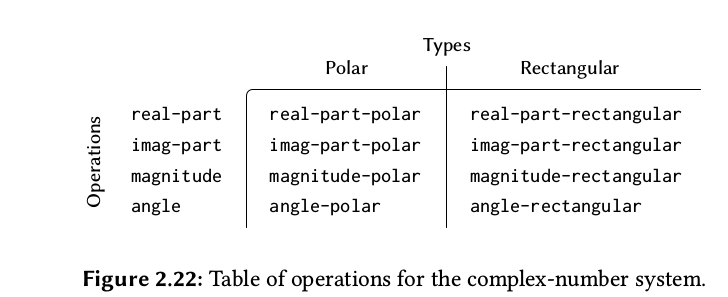 Types
Polar Rectangular
Operations
real-part real-part-polar real-part-rectangular
imag-part imag-part-polar imag-part-rectangular
magnitude magnitude-polar magnitude-rectangular
angle angle-polar angle-rectangular
Figure 2.22: Table of operations for the complex-number system.